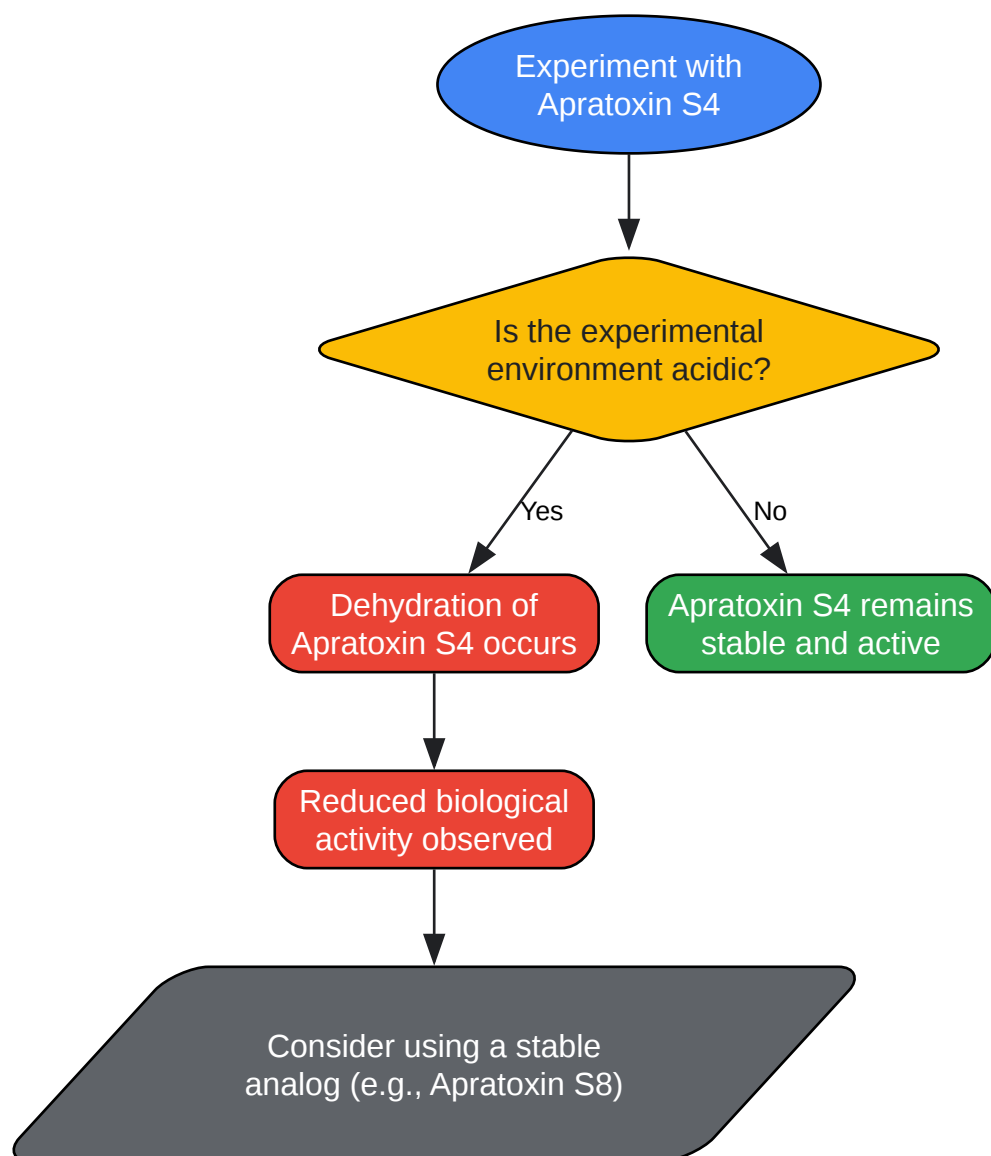 Experiment with
Apratoxin S4
Is the experimental
environment acidic?
Yes
No
Dehydration of
Apratoxin S4 occurs
Apratoxin S4 remains
stable and active
Reduced biological
activity observed
Consider using a stable
analog (e.g., Apratoxin S8)